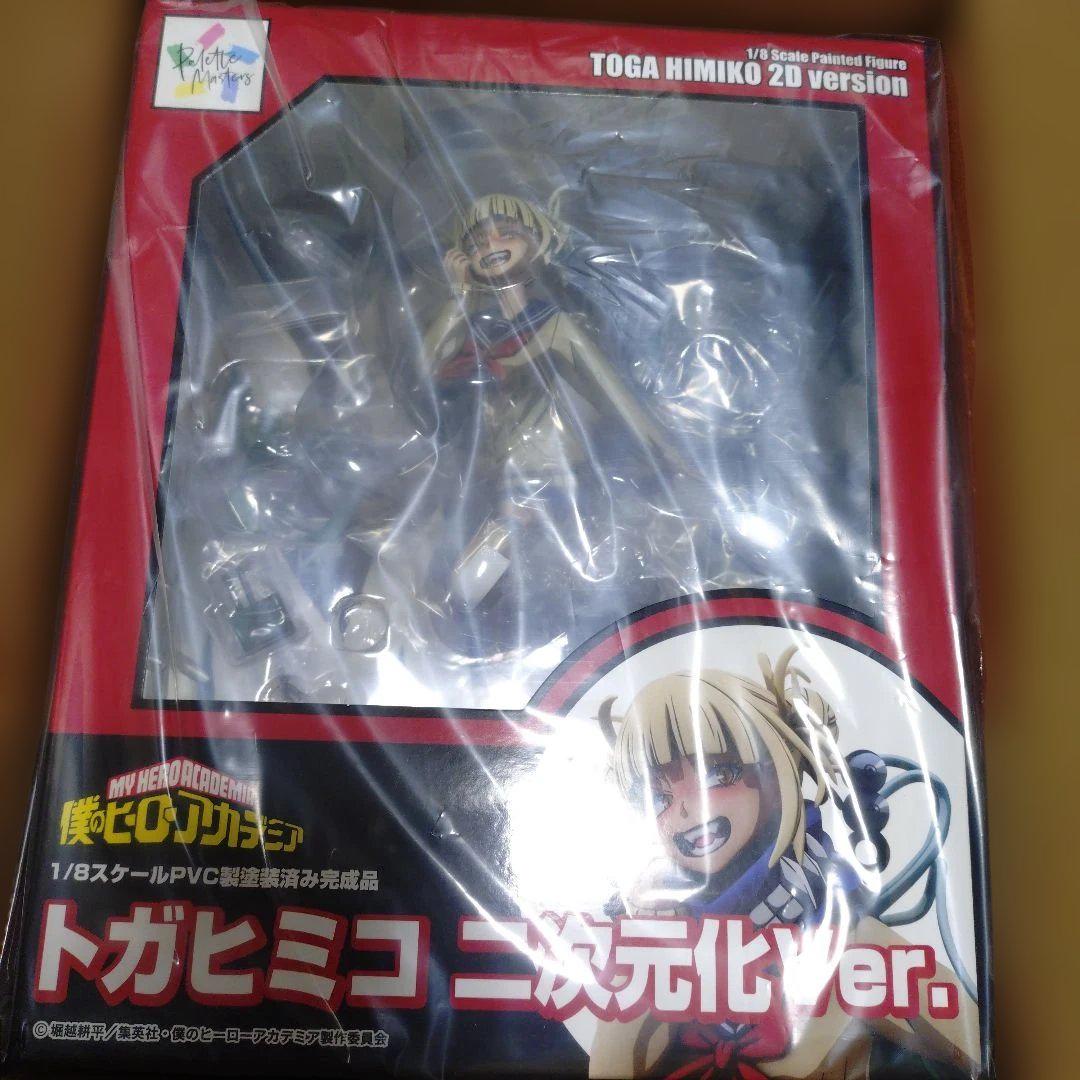 Palette
Masters
1/8 Scale Painted Figure
TOGA HIMIKO 2D version
MY HERO ACADEMIA
僕のヒーローアカデミア
1/8スケールPVC製塗装済み完成品
トガヒミコ 二次元化Ver.
©堀越耕平／集英社・僕のヒーローアカデミア製作委員会